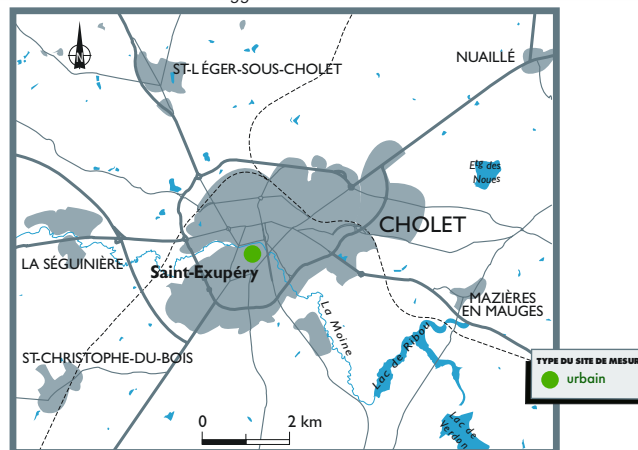 N
ST-LÉGER-SOUS-CHOLET
NUAILLÉ
Etg des
Noues
CHOLET
LA SÉGUINIÈRE
Saint-Exupéry
MAZIÈRES
EN MAUGES
La Moine
Lac de Ribou
ST-CHRISTOPHE-DU-BOIS
Lac de
Verdon
0 2 km
TYPE DU SITE DE MESUR
urbain